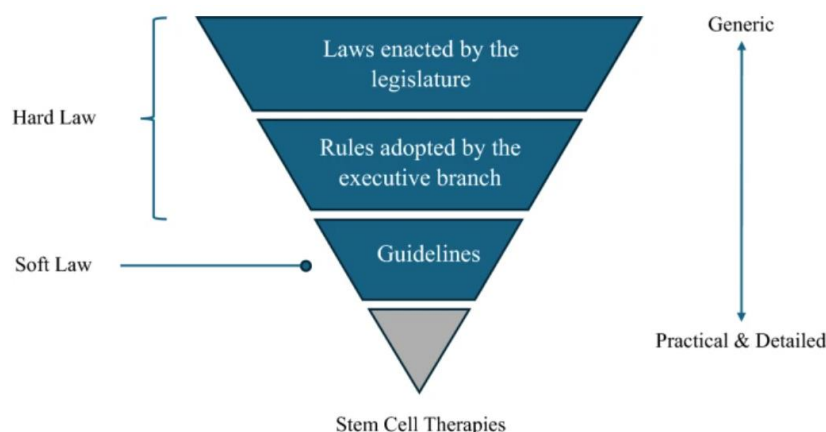 Generic
Laws enacted by the
legislature
Hard Law
Rules adopted by the
executive branch
Soft Law
Guidelines
Practical & Detailed
Stem Cell Therapies